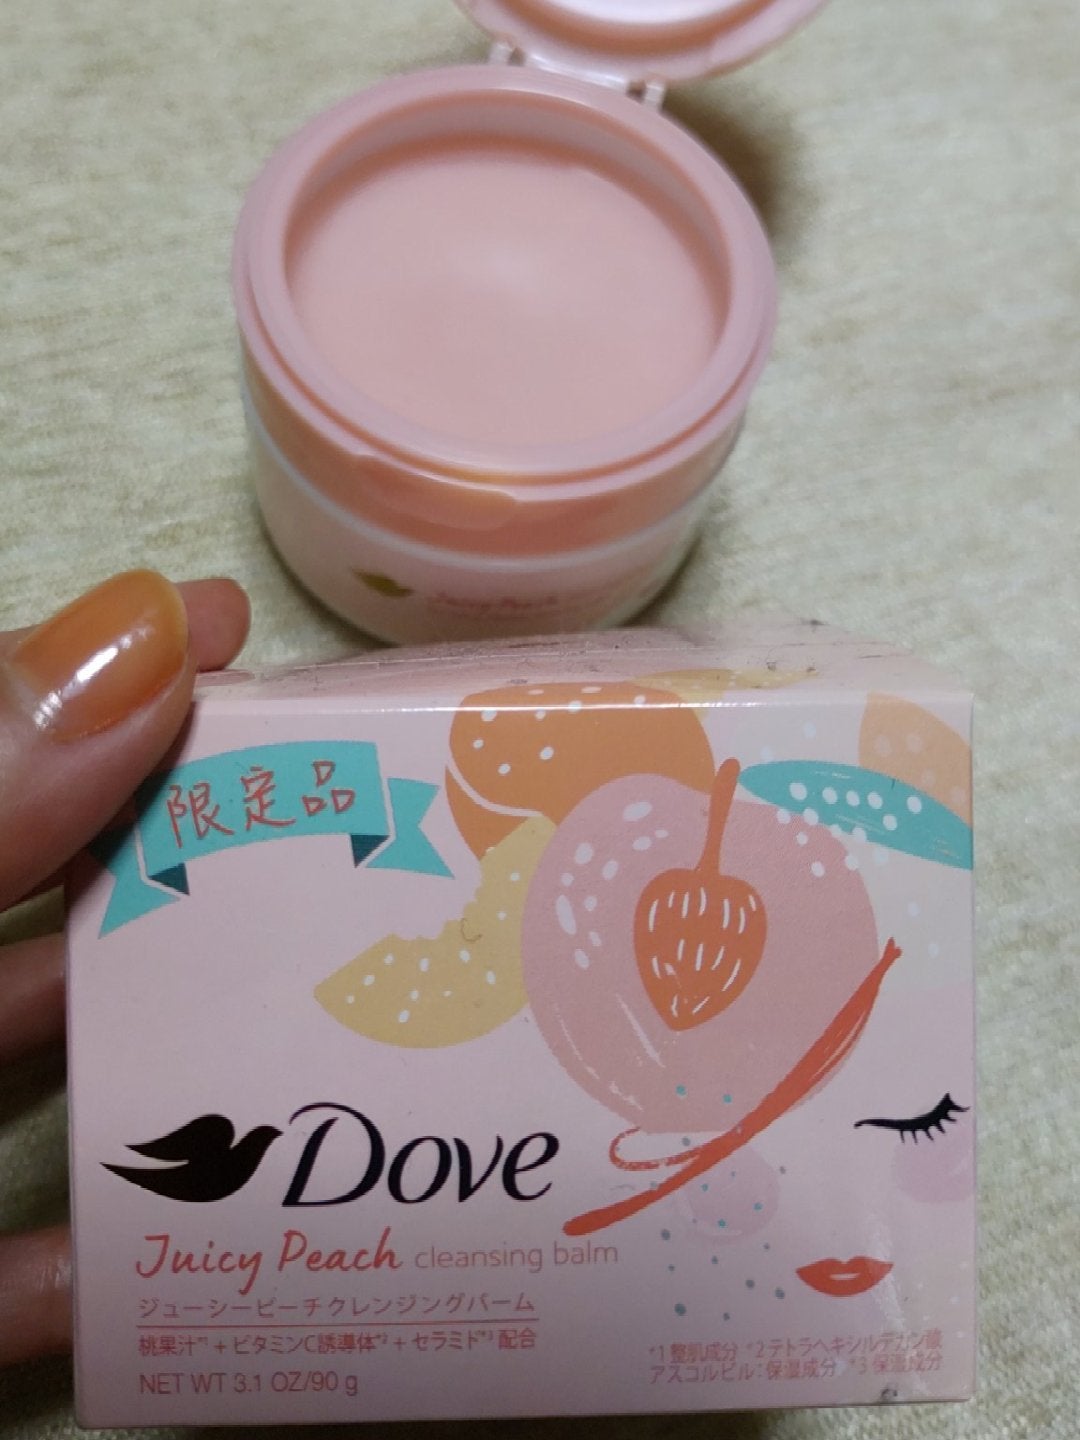 Juicy Peach
限定品
Dove
Juicy Peach cleansing balm
ジューシーピーチクレンジングバーム
桃果汁*1 + ビタミンC誘導体*2 + セラミド*3 配合
NET WT 3.1 OZ/90 g
*1 整肌成分 *2 テトラヘキシルデカン酸
アスコルビル:保湿成分 *3 保湿成分